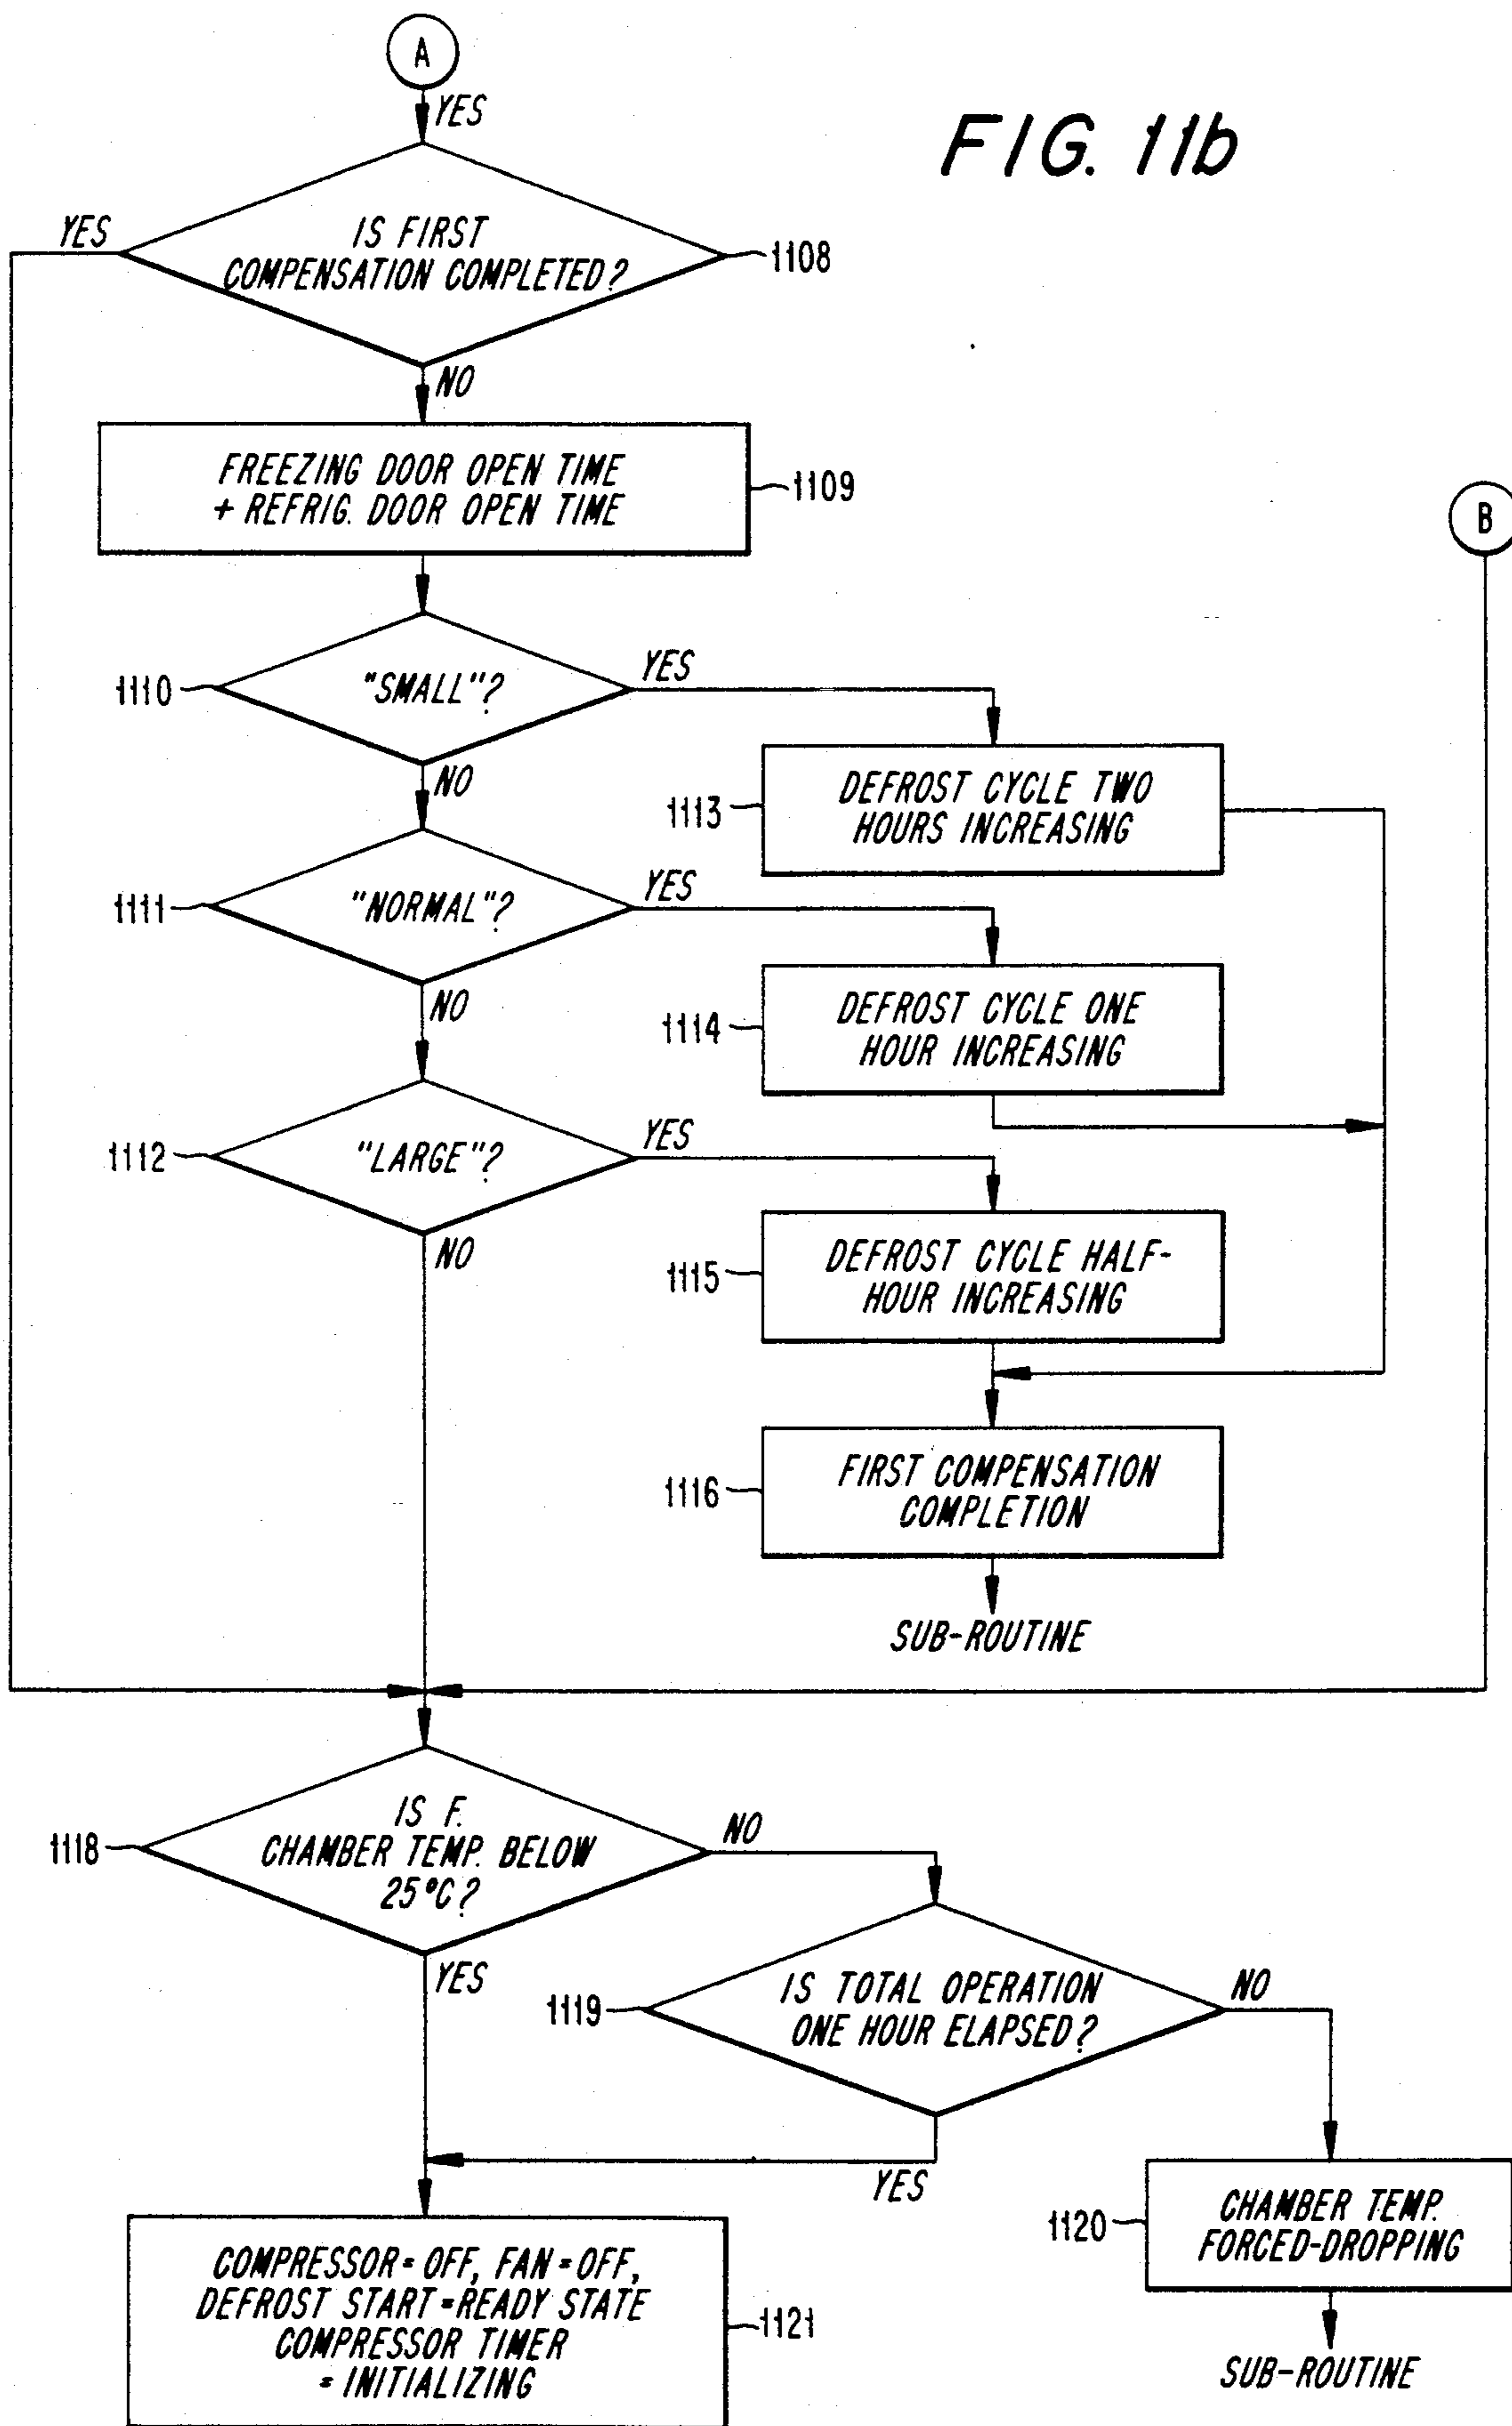 A
YES
FIG. 11b
YES
IS FIRST
COMPENSATION COMPLETED?
1108
NO
FREEZING DOOR OPEN TIME
+ REFRIG. DOOR OPEN TIME
1109
B
1110
"SMALL"?
YES
NO
1113
DEFROST CYCLE TWO
HOURS INCREASING
1111
"NORMAL"?
YES
NO
1114
DEFROST CYCLE ONE
HOUR INCREASING
1112
"LARGE"?
YES
NO
1115
DEFROST CYCLE HALF-
HOUR INCREASING
1116
FIRST COMPENSATION
COMPLETION
SUB-ROUTINE
1118
IS F.
CHAMBER TEMP. BELOW
25°C?
NO
YES
1119
IS TOTAL OPERATION
ONE HOUR ELAPSED?
NO
YES
1120
CHAMBER TEMP.
FORCED-DROPPING
SUB-ROUTINE
COMPRESSOR=OFF, FAN=OFF,
DEFROST START=READY STATE
COMPRESSOR TIMER
= INITIALIZING
1121